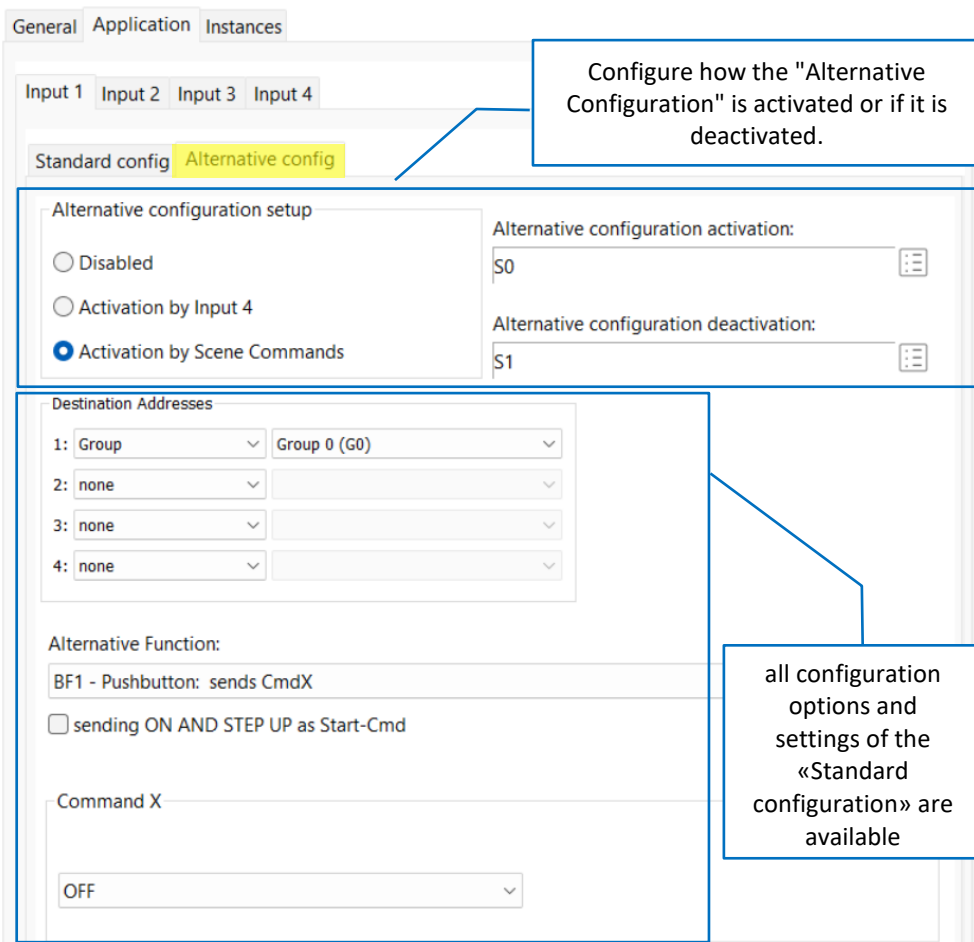 General Application Instances
Configure how the "Alternative
Configuration" is activated or if it is
deactivated.
Input 1 Input 2 Input 3 Input 4
Standard config Alternative config
Alternative configuration setup
Disabled
Activation by Input 4
Activation by Scene Commands
Alternative configuration activation:
S0
Alternative configuration deactivation:
S1
Destination Addresses
1: Group Group 0 (G0)
2: none
3: none
4: none
Alternative Function:
BF1 - Pushbutton: sends CmdX
sending ON AND STEP UP as Start-Cmd
all configuration
options and
settings of the
«Standard
configuration» are
available
Command X
OFF